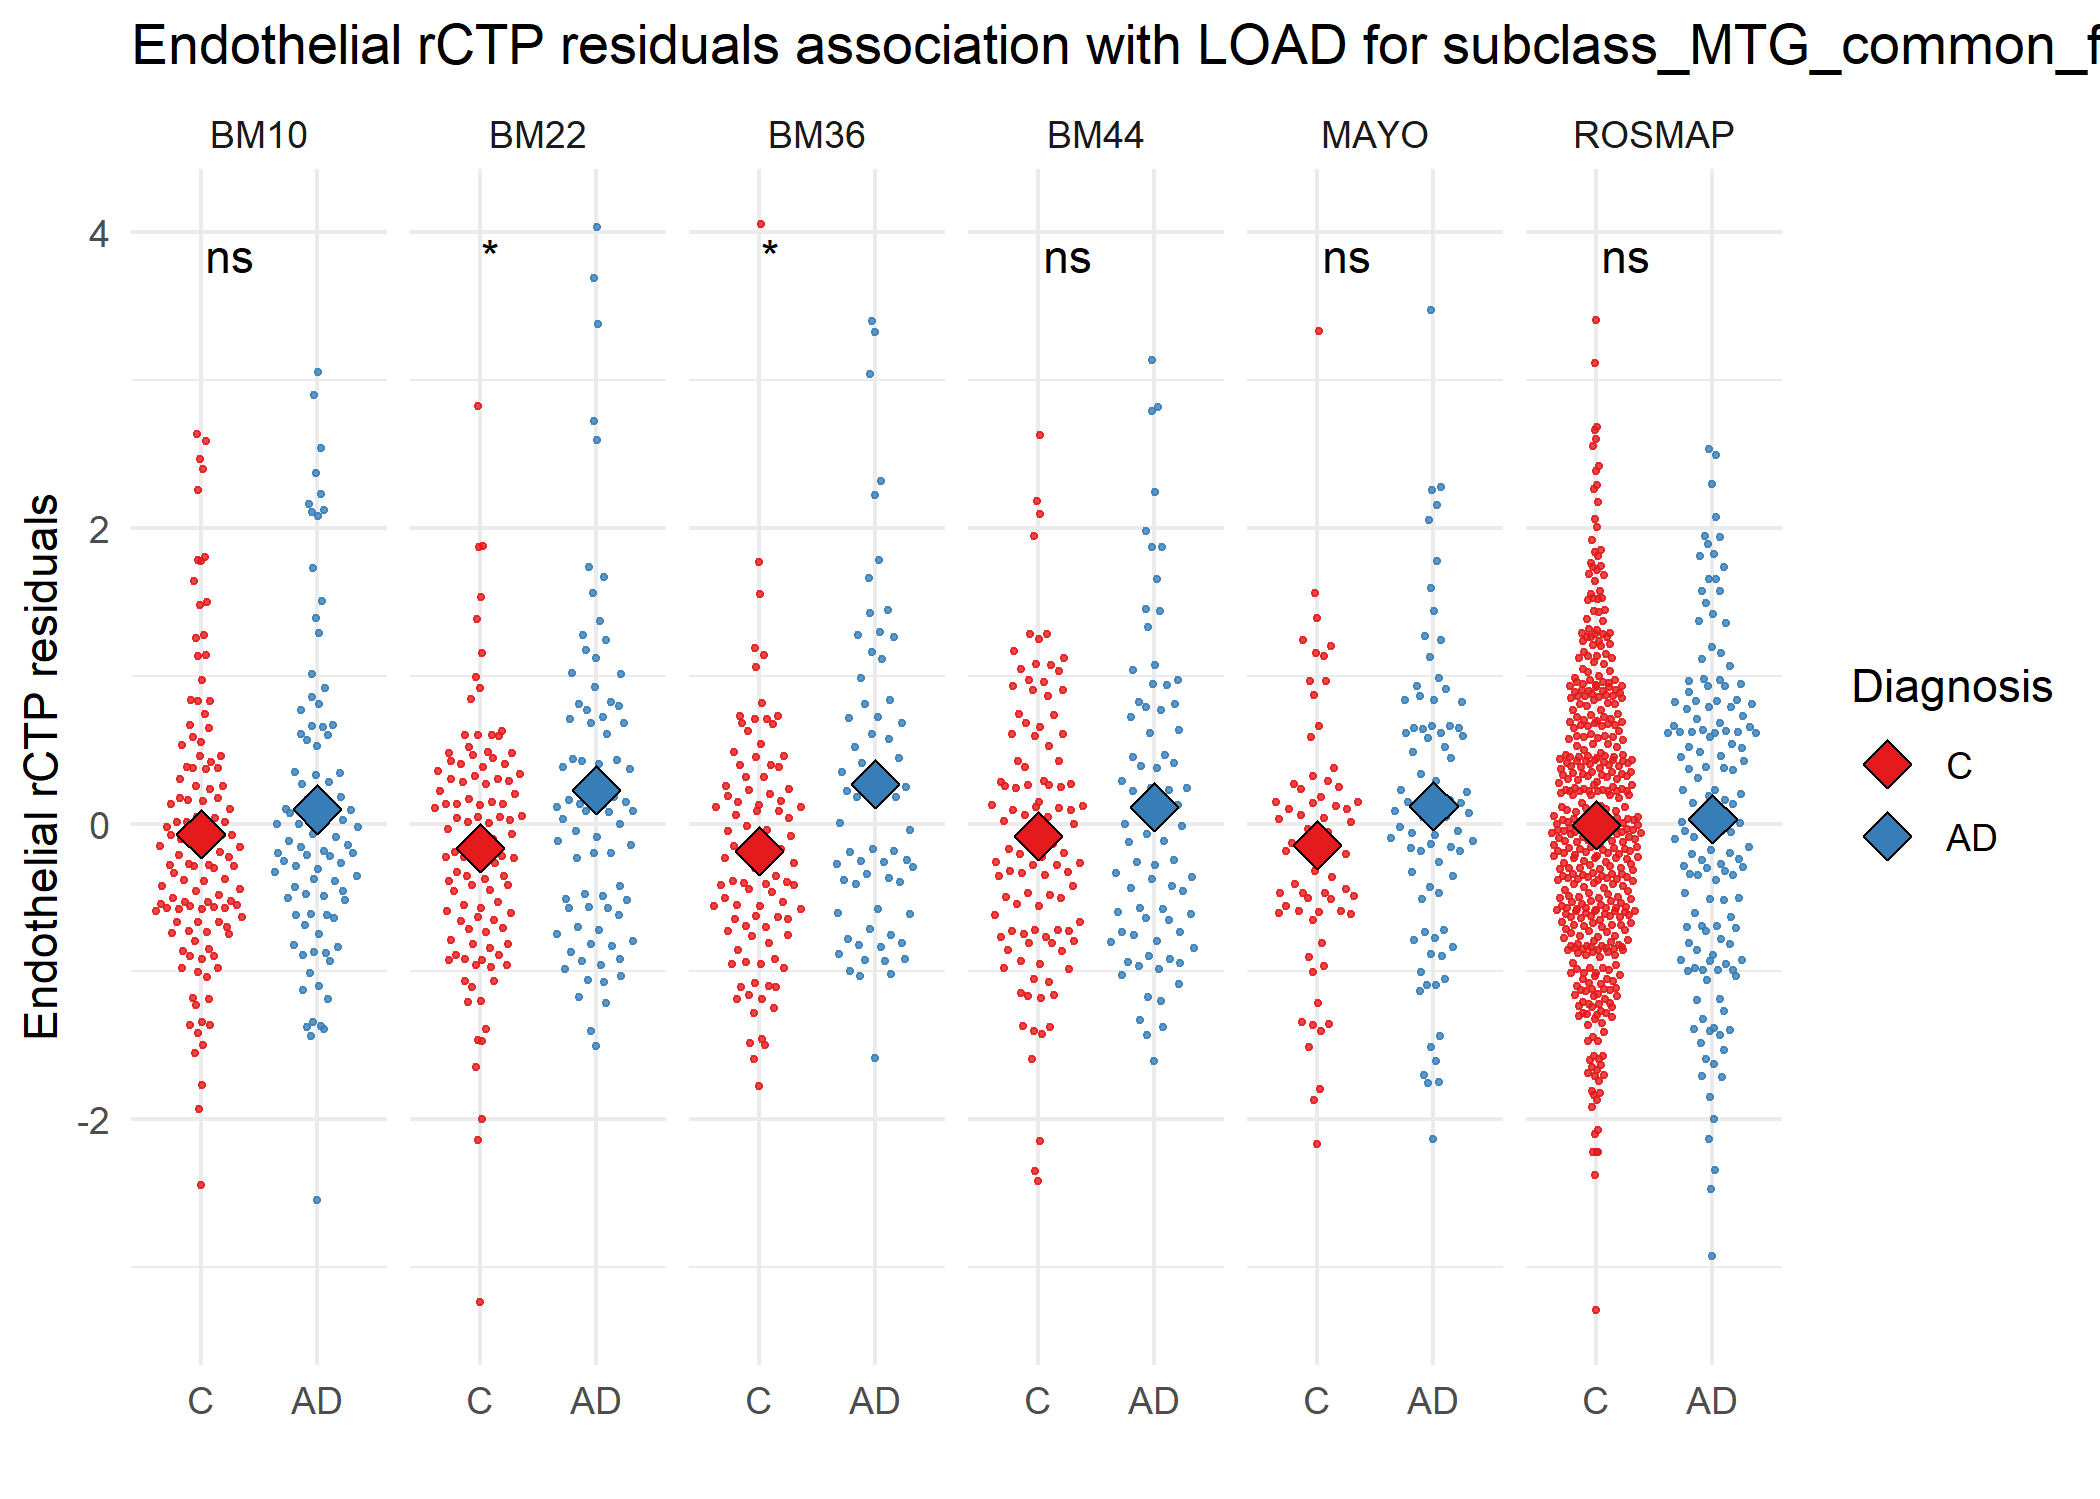 Endothelial rCTP residuals association with LOAD for subclass_MTG_common_f
BM10 BM22 BM36 BM44 MAYO ROSMAP
4
ns * * ns ns ns
2
0
-2
Endothelial rCTP residuals
C AD C AD C AD C AD C AD C AD
Diagnosis
C
AD